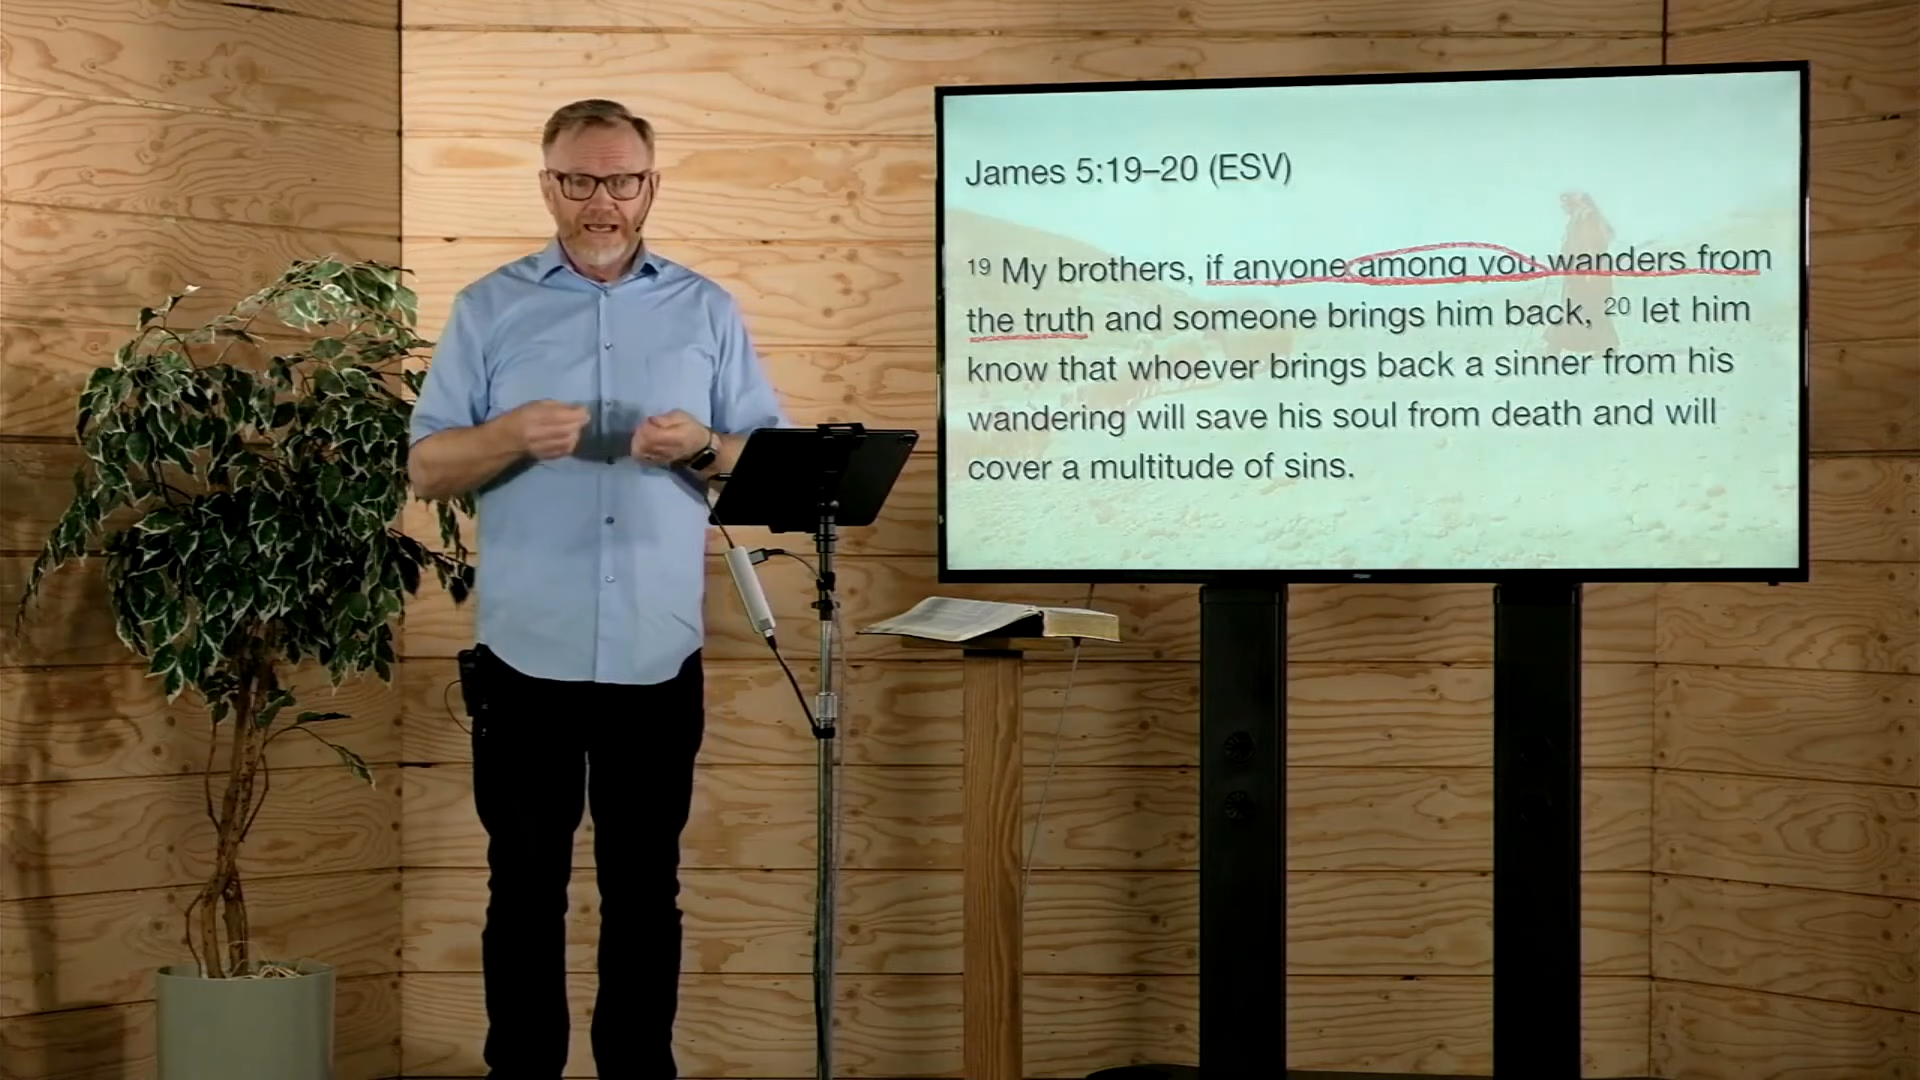 James 5:19–20 (ESV)
19 My brothers, if anyone among you wanders from
the truth and someone brings him back, 20 let him
know that whoever brings back a sinner from his
wandering will save his soul from death and will
cover a multitude of sins.